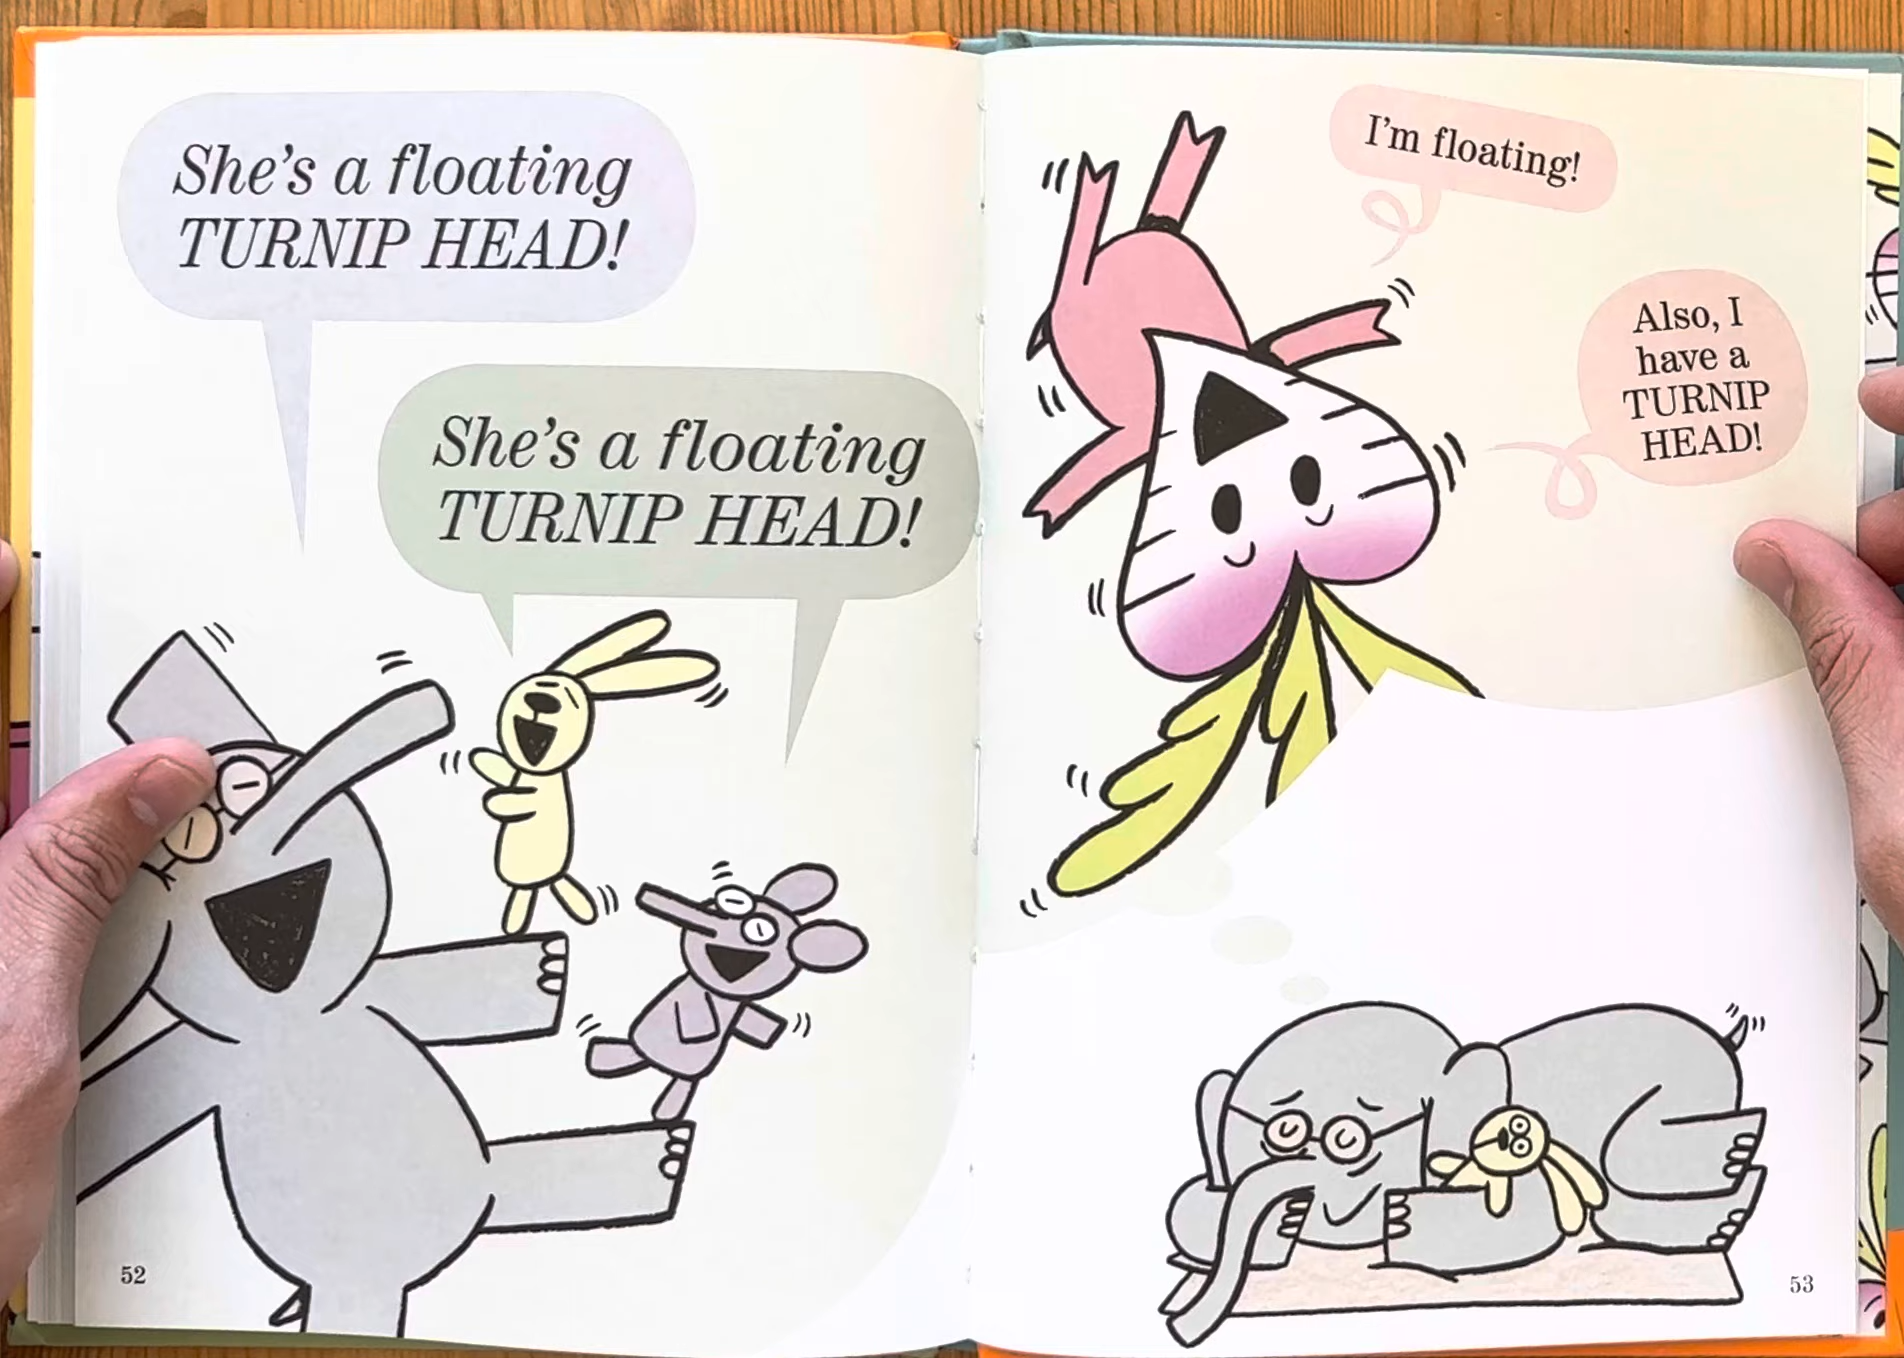 She's a floating
TURNIP HEAD!
She's a floating
TURNIP HEAD!
52
I'm floating!
Also, I
have a
TURNIP
HEAD!
53